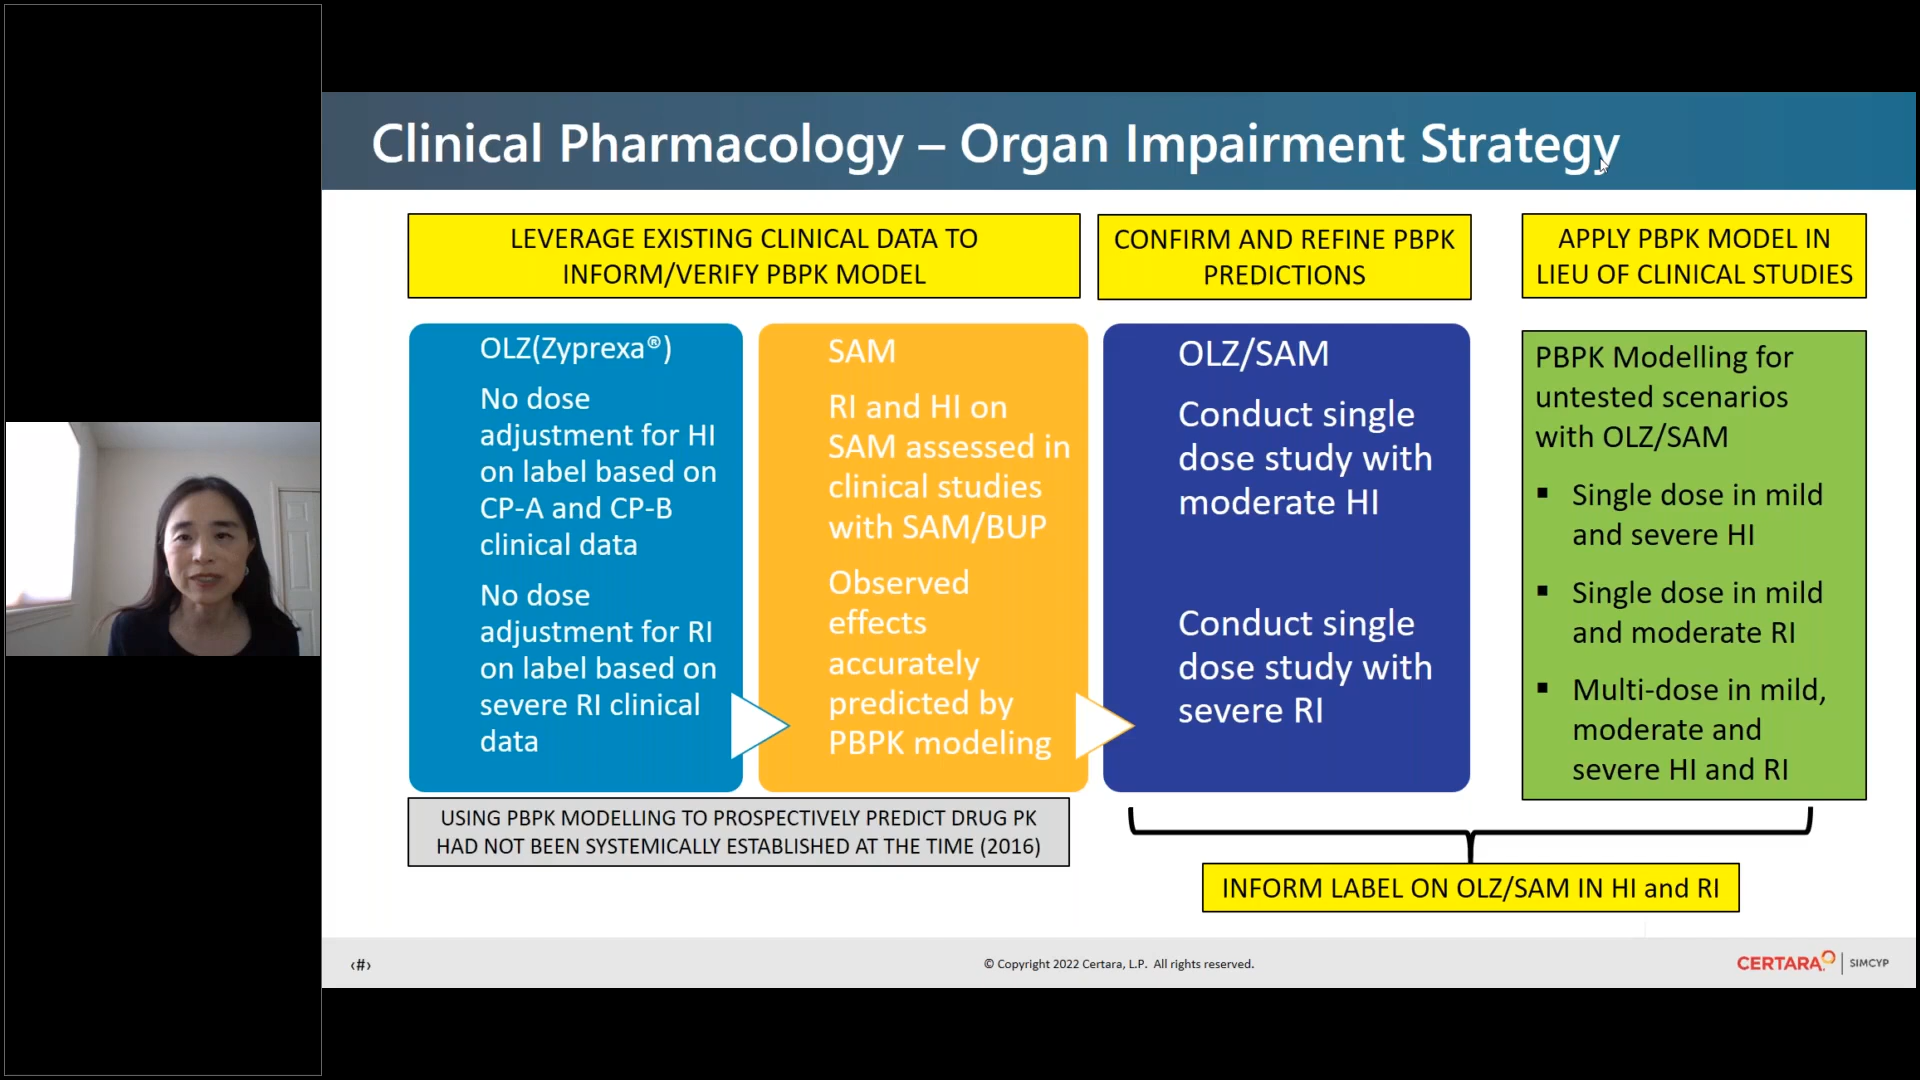 Clinical Pharmacology – Organ Impairment Strategy
LEVERAGE EXISTING CLINICAL DATA TO
INFORM/VERIFY PBPK MODEL
CONFIRM AND REFINE PBPK
PREDICTIONS
APPLY PBPK MODEL IN
LIEU OF CLINICAL STUDIES
OLZ(Zyprexa®)
No dose
adjustment for HI
on label based on
CP-A and CP-B
clinical data
No dose
adjustment for RI
on label based on
severe RI clinical
data
SAM
RI and HI on
SAM assessed in
clinical studies
with SAM/BUP
Observed
effects
accurately
predicted by
PBPK modeling
OLZ/SAM
Conduct single
dose study with
moderate HI
Conduct single
dose study with
severe RI
PBPK Modelling for
untested scenarios
with OLZ/SAM
▪ Single dose in mild
and severe HI
▪ Single dose in mild
and moderate RI
▪ Multi-dose in mild,
moderate and
severe HI and RI
USING PBPK MODELLING TO PROSPECTIVELY PREDICT DRUG PK
HAD NOT BEEN SYSTEMICALLY ESTABLISHED AT THE TIME (2016)
INFORM LABEL ON OLZ/SAM IN HI and RI
‹#›
© Copyright 2022 Certara, L.P. All rights reserved.
CERTARA | SIMCYP